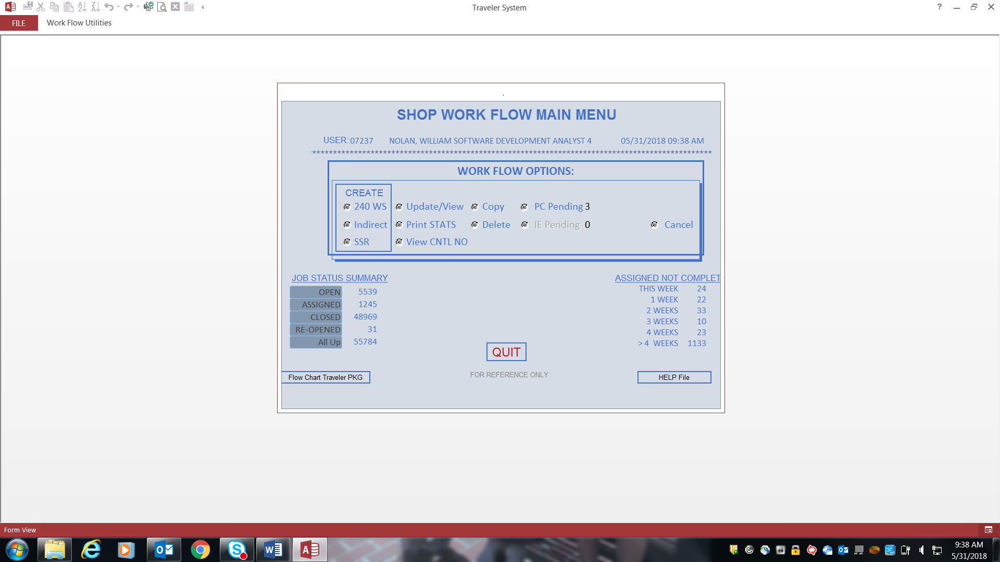 Traveler System
FILE Work Flow Utilities
.
SHOP WORK FLOW MAIN MENU
USER: 07237 NOLAN, WILLIAM SOFTWARE DEVELOPMENT ANALYST 4 05/31/2018 09:38 AM
WORK FLOW OPTIONS:
CREATE
240 WS Update/View Copy PC Pending 3
Indirect Print STATS Delete IE Pending 0 Cancel
SSR View CNTL NO
JOB STATUS SUMMARY
OPEN 5539
ASSIGNED 1245
CLOSED 48969
RE-OPENED 31
All Up 55784
ASSIGNED NOT COMPLET
THIS WEEK 24
1 WEEK 22
2 WEEKS 33
3 WEEKS 10
4 WEEKS 23
> 4 WEEKS 1133
QUIT
Flow Chart Traveler PKG FOR REFERENCE ONLY HELP File
Form View
9:38 AM
5/31/2018